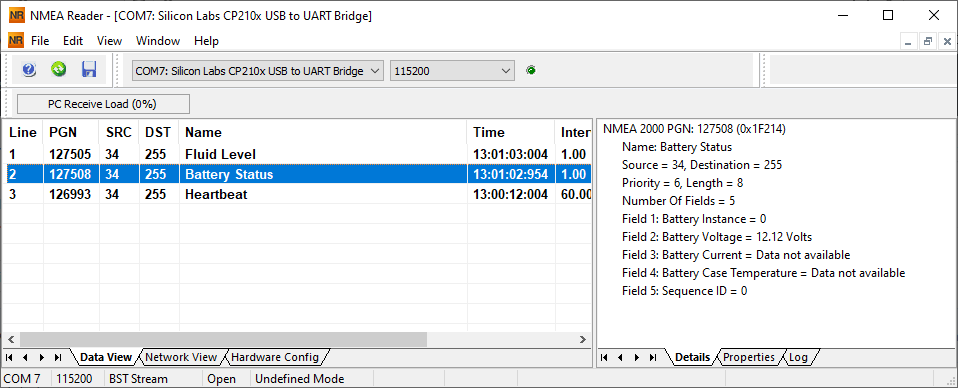 NR NMEA Reader - [COM7: Silicon Labs CP210x USB to UART Bridge]
NR File Edit View Window Help
COM7: Silicon Labs CP210x USB to UART Bridge 115200
PC Receive Load (0%)
Line PGN SRC DST Name Time Inter
1 127505 34 255 Fluid Level 13:01:03:004 1.00
2 127508 34 255 Battery Status 13:01:02:954 1.00
3 126993 34 255 Heartbeat 13:00:12:004 60.00
NMEA 2000 PGN: 127508 (0x1F214)
Name: Battery Status
Source = 34, Destination = 255
Priority = 6, Length = 8
Number Of Fields = 5
Field 1: Battery Instance = 0
Field 2: Battery Voltage = 12.12 Volts
Field 3: Battery Current = Data not available
Field 4: Battery Case Temperature = Data not available
Field 5: Sequence ID = 0
Data View Network View Hardware Config
Details Properties Log
COM 7 115200 BST Stream Open Undefined Mode